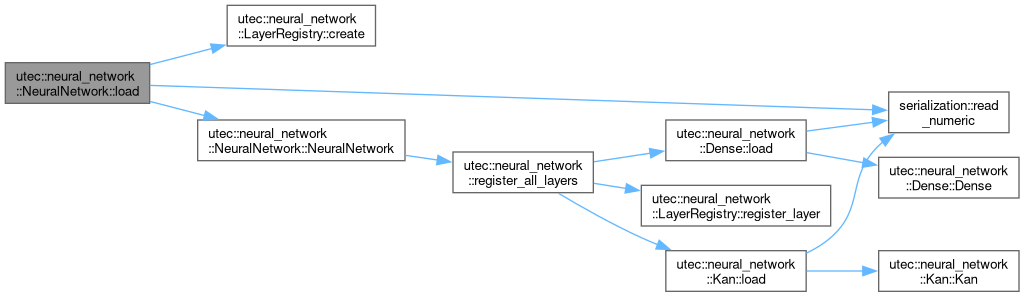 utec::neural_network
::LayerRegistry::create
utec::neural_network
::NeuralNetwork::load
serialization::read
_numeric
utec::neural_network
::NeuralNetwork::NeuralNetwork
utec::neural_network
::Dense::load
utec::neural_network
::register_all_layers
utec::neural_network
::Dense::Dense
utec::neural_network
::LayerRegistry::register_layer
utec::neural_network
::Kan::load
utec::neural_network
::Kan::Kan